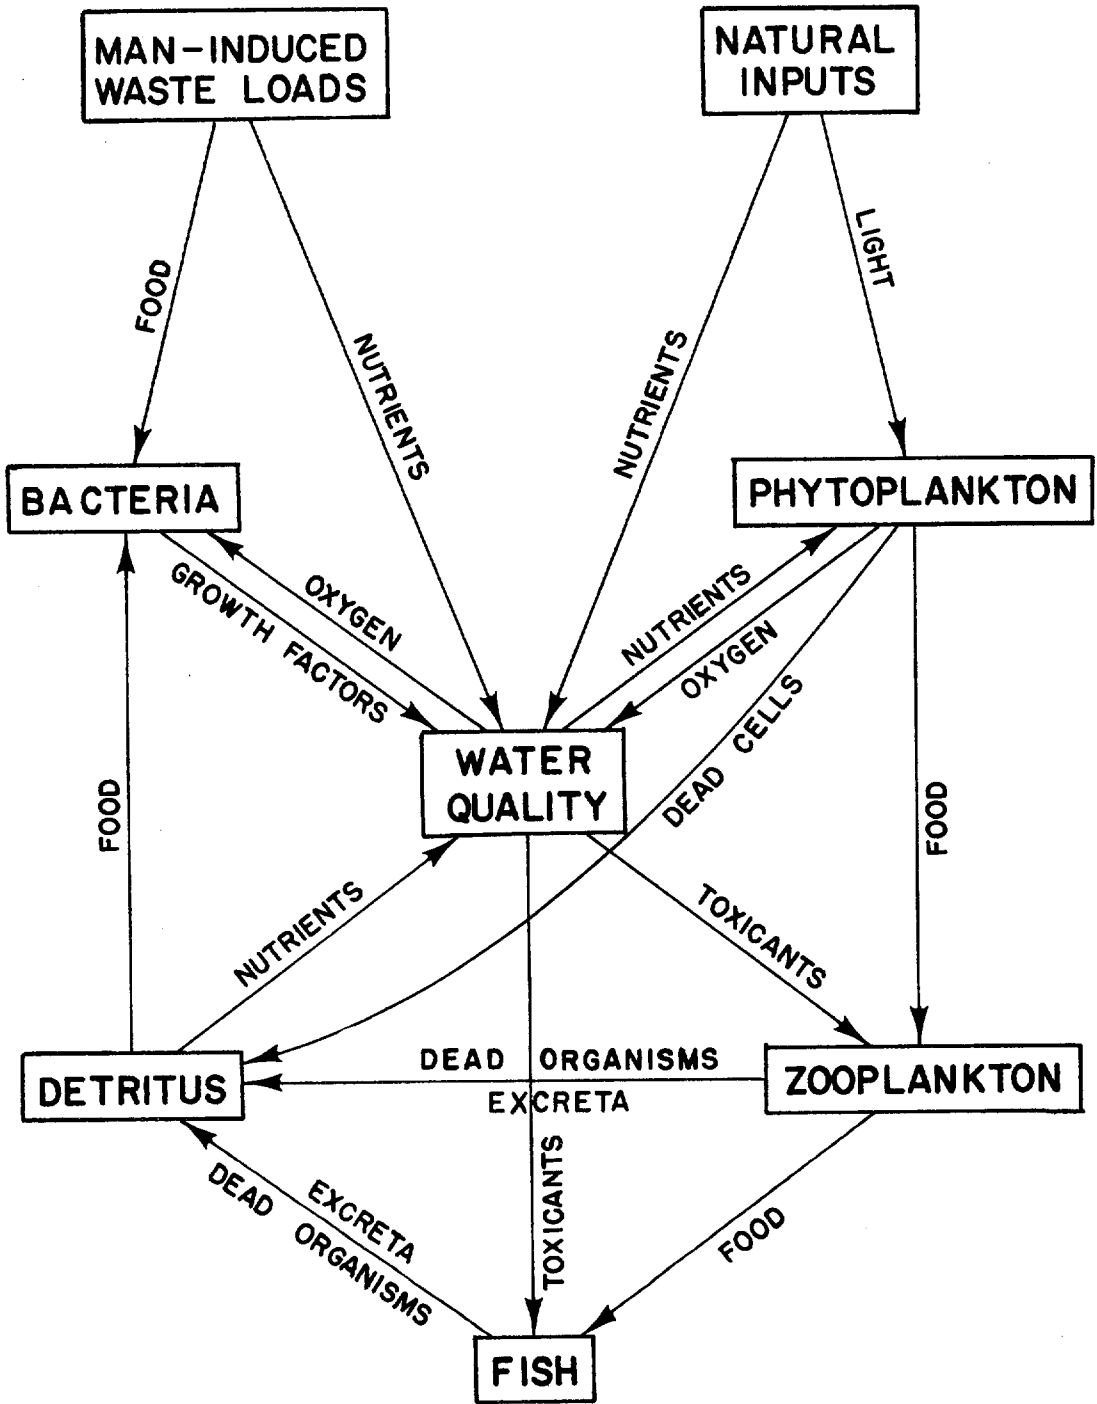 MAN-INDUCED
WASTE LOADS
NATURAL
INPUTS
LIGHT
FOOD
NUTRIENTS
NUTRIENTS
BACTERIA
PHYTOPLANKTON
OXYGEN
GROWTH FACTORS
NUTRIENTS
OXYGEN
DEAD CELLS
WATER
QUALITY
FOOD
FOOD
NUTRIENTS
TOXICANTS
DEAD ORGANISMS
EXCRETA
DETRITUS
ZOOPLANKTON
TOXICANTS
EXCRETA
DEAD ORGANISMS
FOOD
FISH